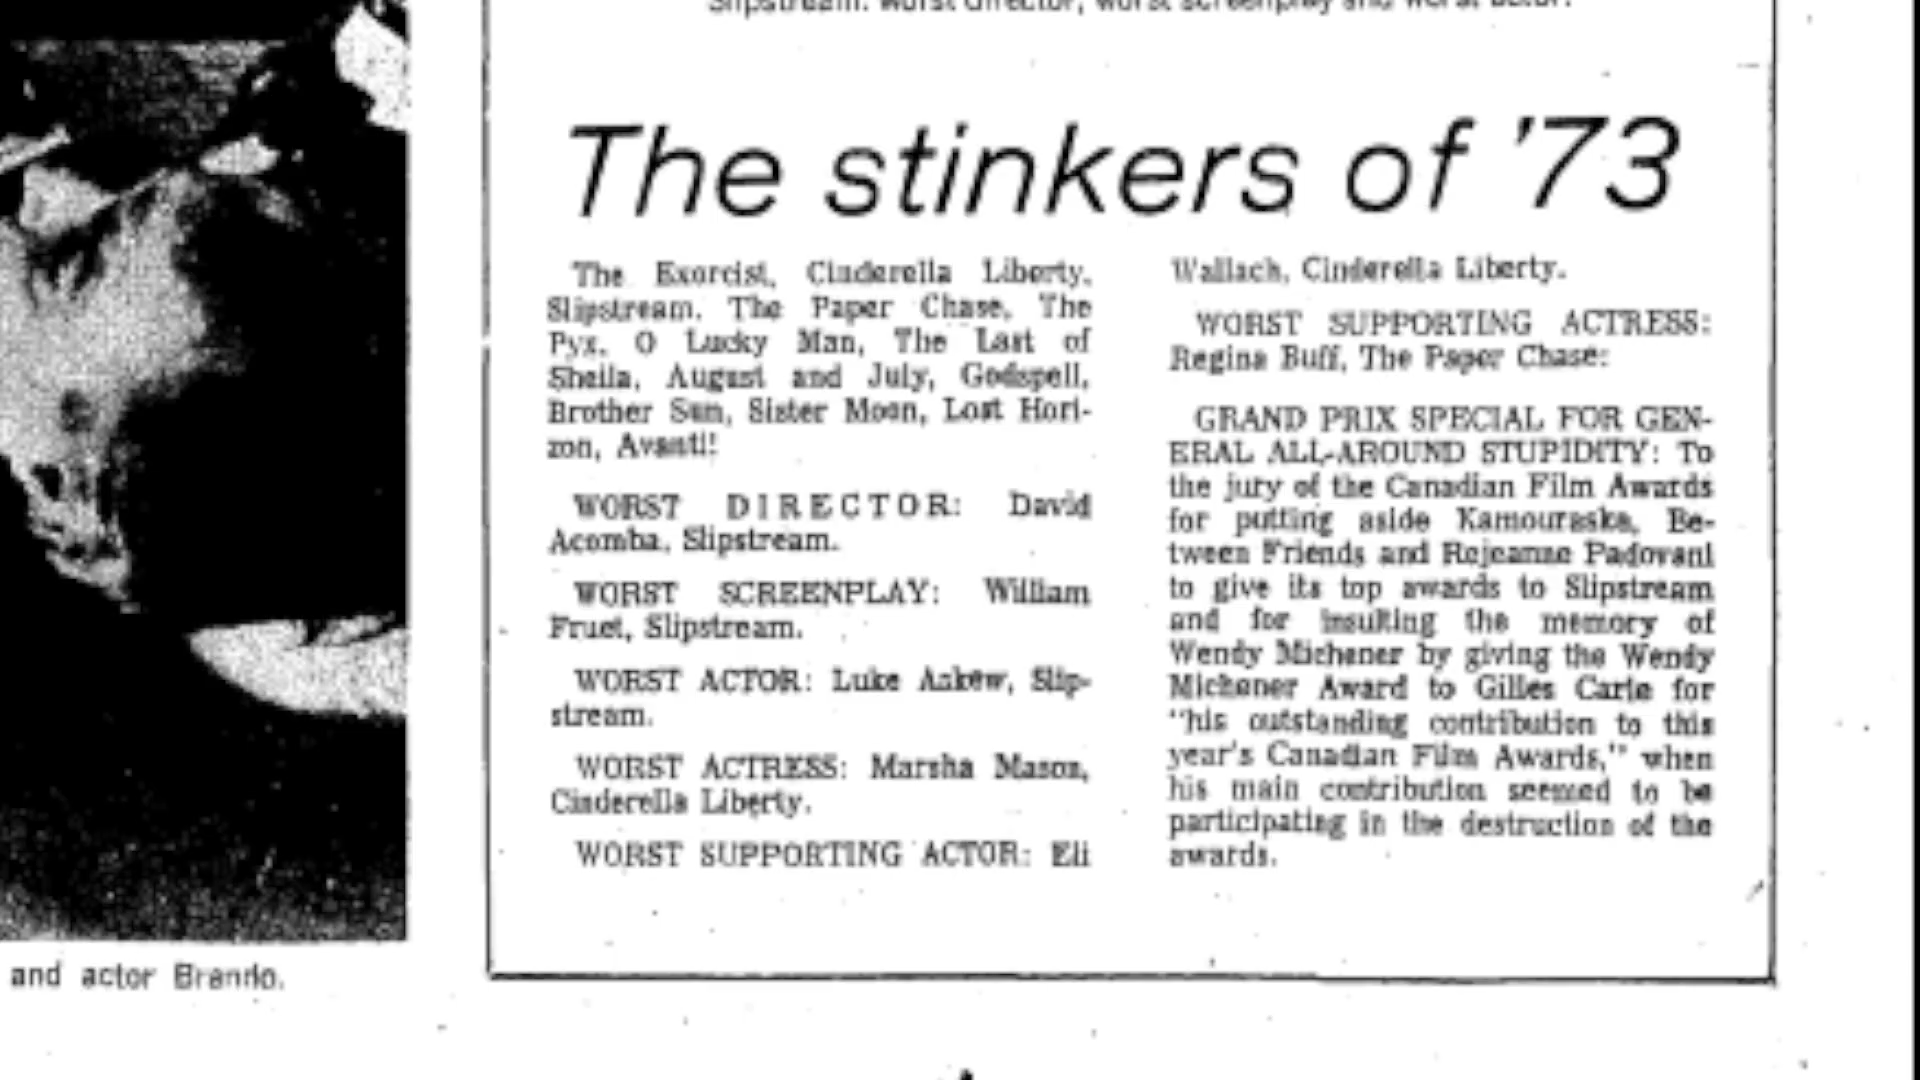 Slipstream: worst director, worst screenplay and worst actor.
The stinkers of '73
The Exorcist, Cinderella Liberty,
Slipstream, The Paper Chase, The
Pyx, O Lucky Man, The Last of
Sheila, August and July, Godspell,
Brother Sun, Sister Moon, Lost Hori-
zon, Avanti!
WORST DIRECTOR: David
Acomba, Slipstream.
WORST SCREENPLAY: William
Fruet, Slipstream.
WORST ACTOR: Luke Askew, Slip-
stream.
WORST ACTRESS: Marsha Mason,
Cinderella Liberty.
WORST SUPPORTING ACTOR: Eli
Wallach, Cinderella Liberty.
WORST SUPPORTING ACTRESS:
Regina Buff, The Paper Chase:
GRAND PRIX SPECIAL FOR GEN-
ERAL ALL-AROUND STUPIDITY: To
the jury of the Canadian Film Awards
for putting aside Kamouraska, Be-
tween Friends and Rejeanne Padovani
to give its top awards to Slipstream
and for insulting the memory of
Wendy Michener by giving the Wendy
Michener Award to Gilles Carle for
"his outstanding contribution to this
year's Canadian Film Awards," when
his main contribution seemed to be
participating in the destruction of the
awards.
and actor Brando.